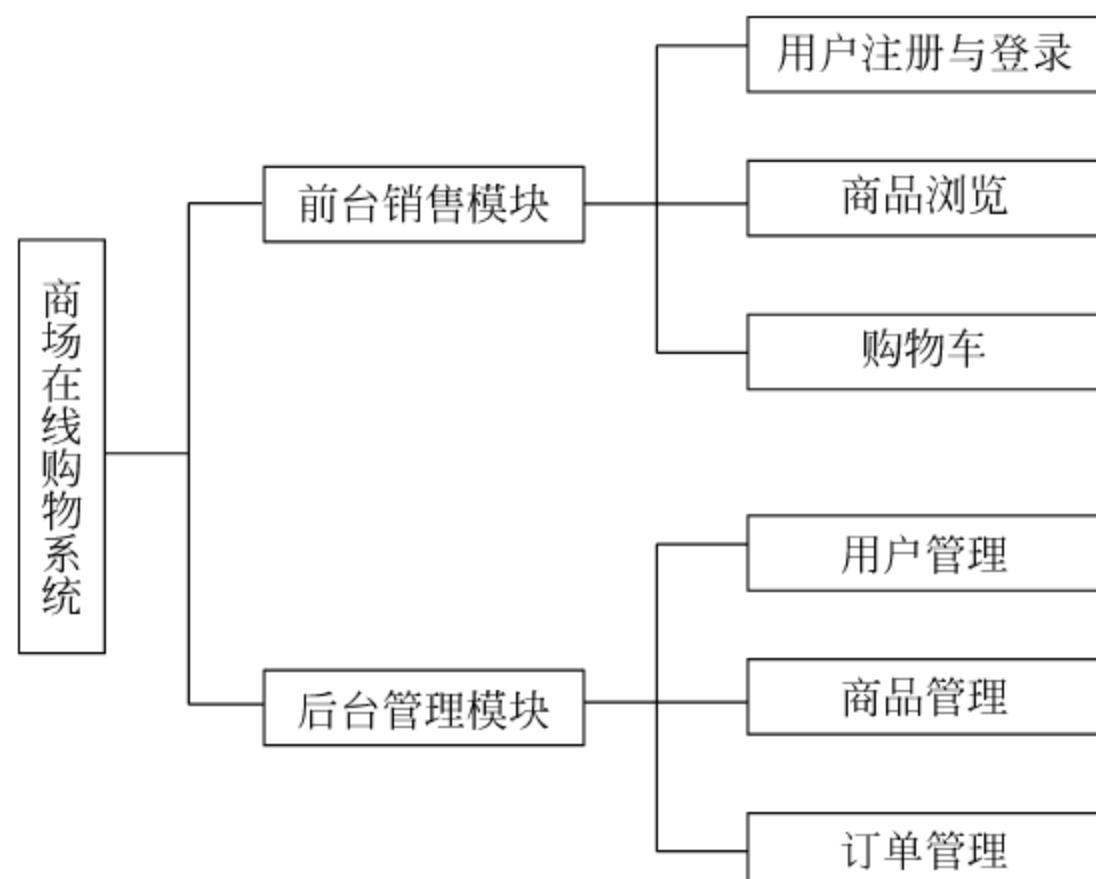 商场在线购物系统
前台销售模块
用户注册与登录
商品浏览
购物车
后台管理模块
用户管理
商品管理
订单管理